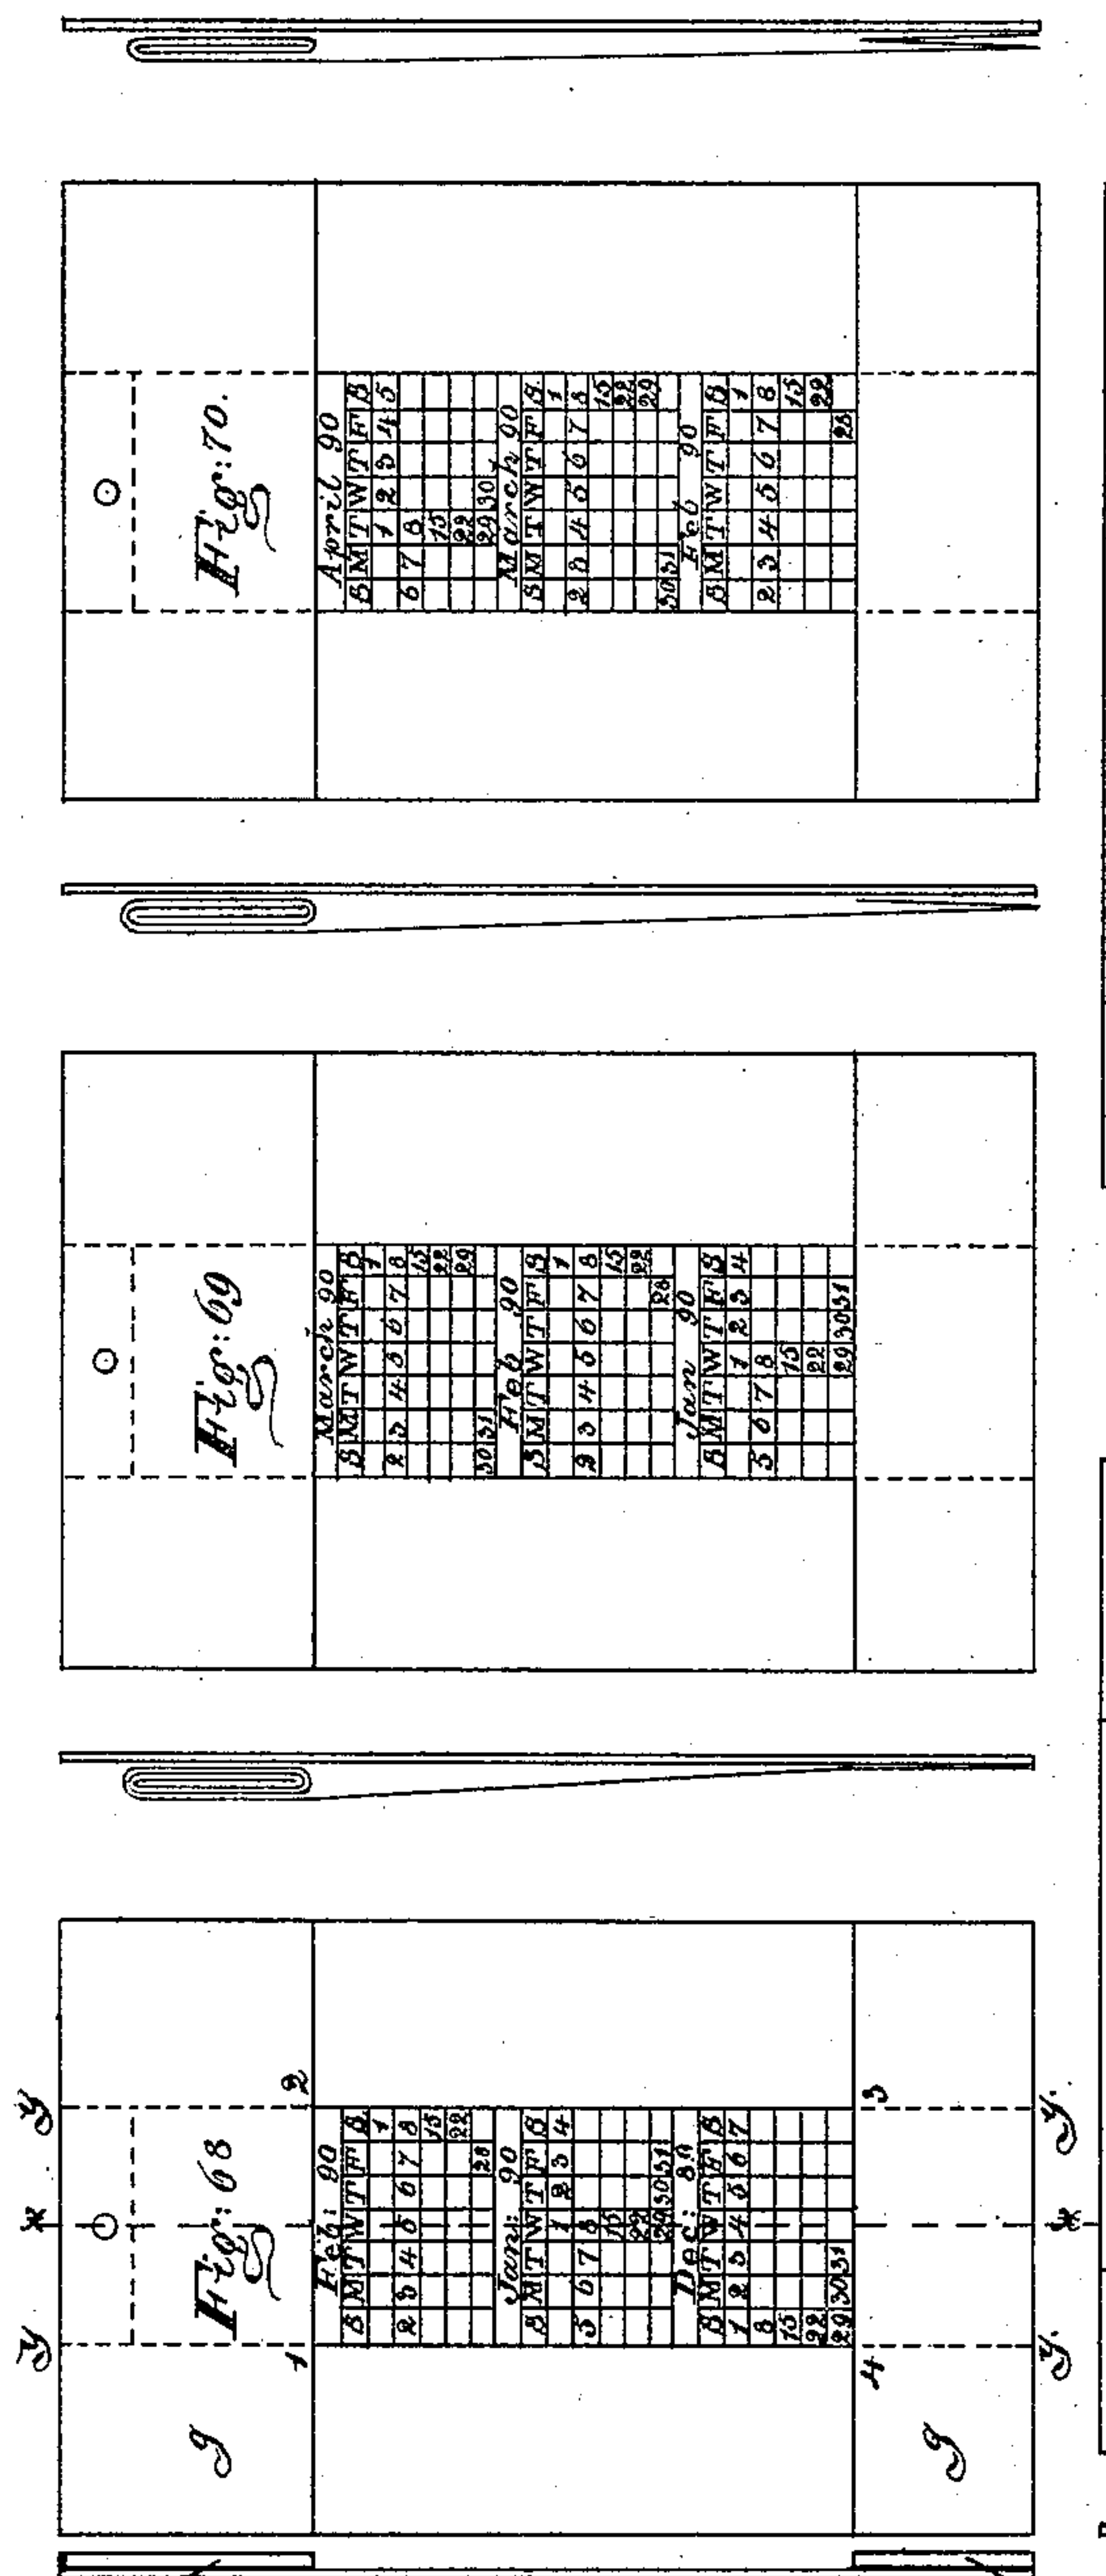 y * y
g Fig: 68
1 2
Feb: 90
S M T W T F S
1
2 3 4 5 6 7 8
15
22
28
Jan: 90
S M T W T F S
1 2 3 4
5 6 7 8
15
22
29 30 31
Dec: 89
S M T W T F S
1 2 3 4 5 6 7
8
15
22
29 30 31
4 3
g
y * y
Fig: 69
March 90
S M T W T F S
1
2 3 4 5 6 7 8
15
22
29
30 31
Feb 90
S M T W T F S
1
2 3 4 5 6 7 8
15
22
28
Jan 90
S M T W T F S
1 2 3 4
5 6 7 8
15
22
29 30 31
Fig: 70.
April 90
S M T W T F S
1 2 3 4 5
6 7 8
15
22
29 30
March 90
S M T W T F S
1
2 3 4 5 6 7 8
15
22
29
30 31
Feb 90
S M T W T F S
1
2 3 4 5 6 7 8
15
22
28